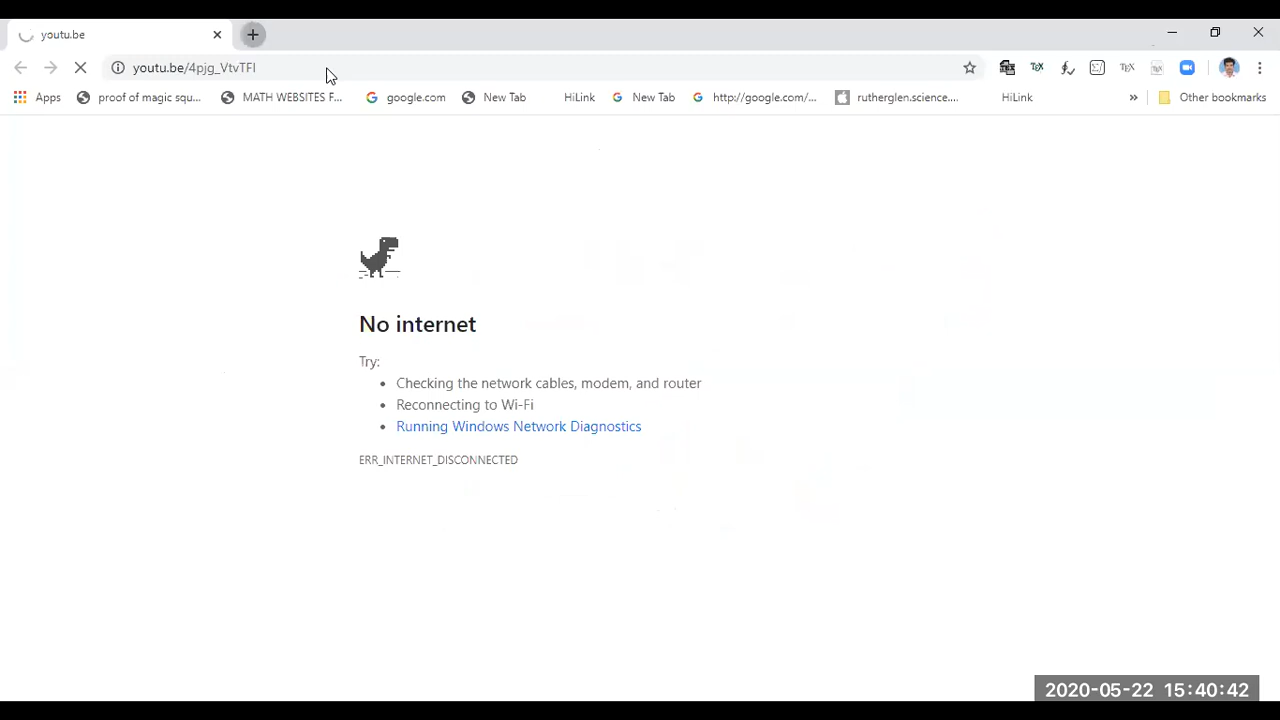 youtu.be
youtu.be/4pjg_VtvTFI
Apps proof of magic squ... MATH WEBSITES F... google.com New Tab HiLink New Tab http://google.com/... rutherglen.science.... HiLink » Other bookmarks
No internet
Try:
• Checking the network cables, modem, and router
• Reconnecting to Wi-Fi
• Running Windows Network Diagnostics
ERR_INTERNET_DISCONNECTED
2020-05-22 15:40:42